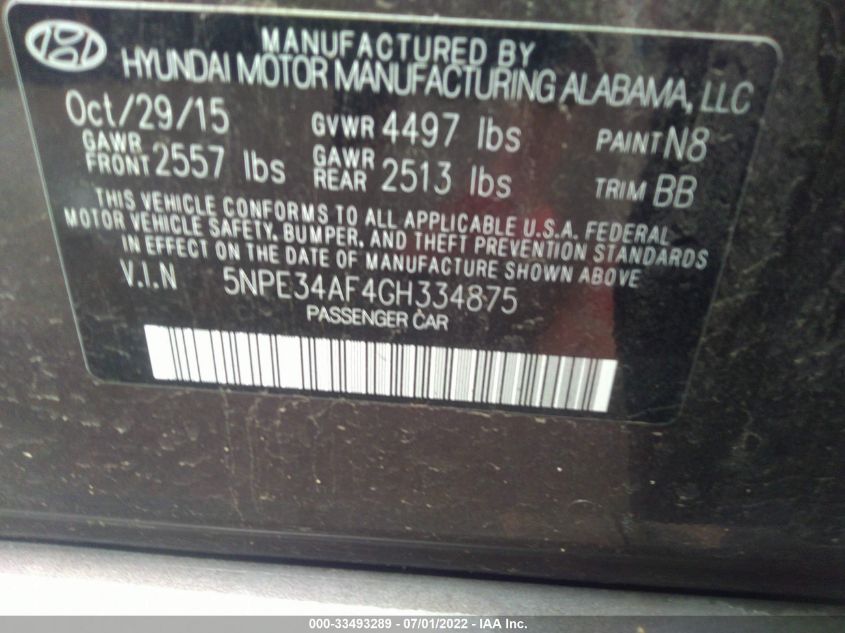 MANUFACTURED BY
HYUNDAI MOTOR MANUFACTURING ALABAMA, LLC
Oct/29/15 GVWR 4497 lbs PAINT N8
GAWR FRONT 2557 lbs GAWR REAR 2513 lbs TRIM BB
THIS VEHICLE CONFORMS TO ALL APPLICABLE U.S.A. FEDERAL
MOTOR VEHICLE SAFETY, BUMPER, AND THEFT PREVENTION STANDARDS
IN EFFECT ON THE DATE OF MANUFACTURE SHOWN ABOVE
V.I.N 5NPE34AF4GH334875
PASSENGER CAR
000-33493289 - 07/01/2022 - IAA Inc.